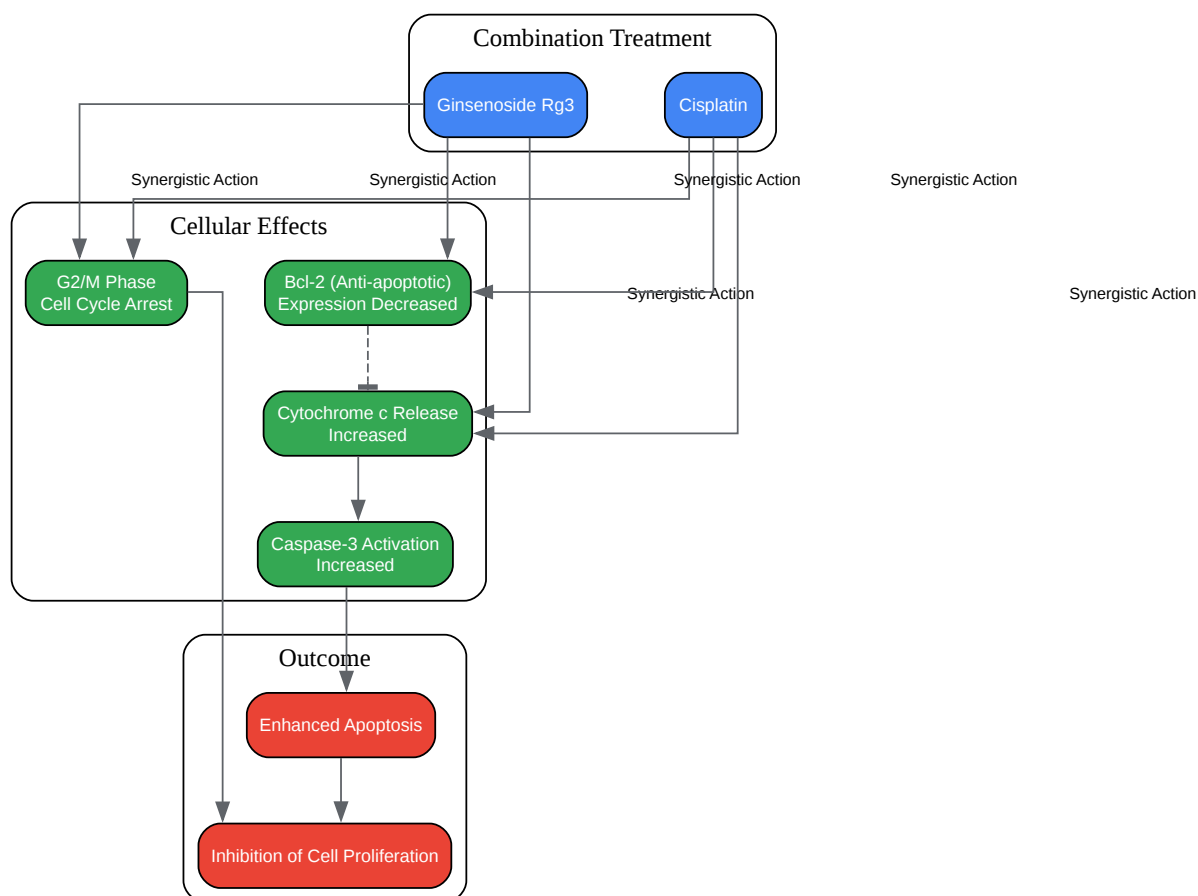 Combination Treatment
Ginsenoside Rg3
Cisplatin
Synergistic Action
Synergistic Action
Synergistic Action
Synergistic Action
Cellular Effects
G2/M Phase
Cell Cycle Arrest
Bcl-2 (Anti-apoptotic)
Expression Decreased
Synergistic Action
Synergistic Action
Cytochrome c Release
Increased
Caspase-3 Activation
Increased
Outcome
Enhanced Apoptosis
Inhibition of Cell Proliferation